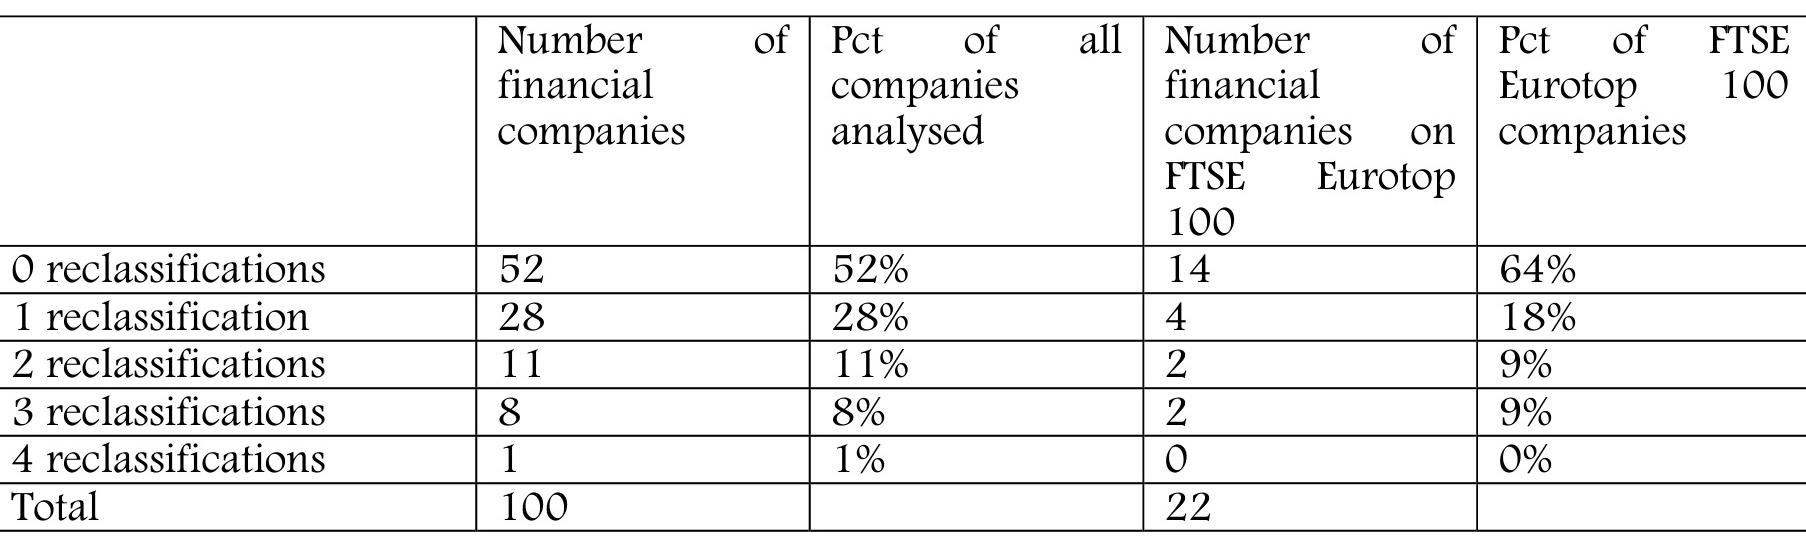 Number of financial companies Pct of all companies analysed Number of financial companies on FTSE Eurotop 100 Pct of FTSE Eurotop 100 companies
0 reclassifications 52 52% 14 64%
1 reclassification 28 28% 4 18%
2 reclassifications 11 11% 2 9%
3 reclassifications 8 8% 2 9%
4 reclassifications 1 1% 0 0%
Total 100 22